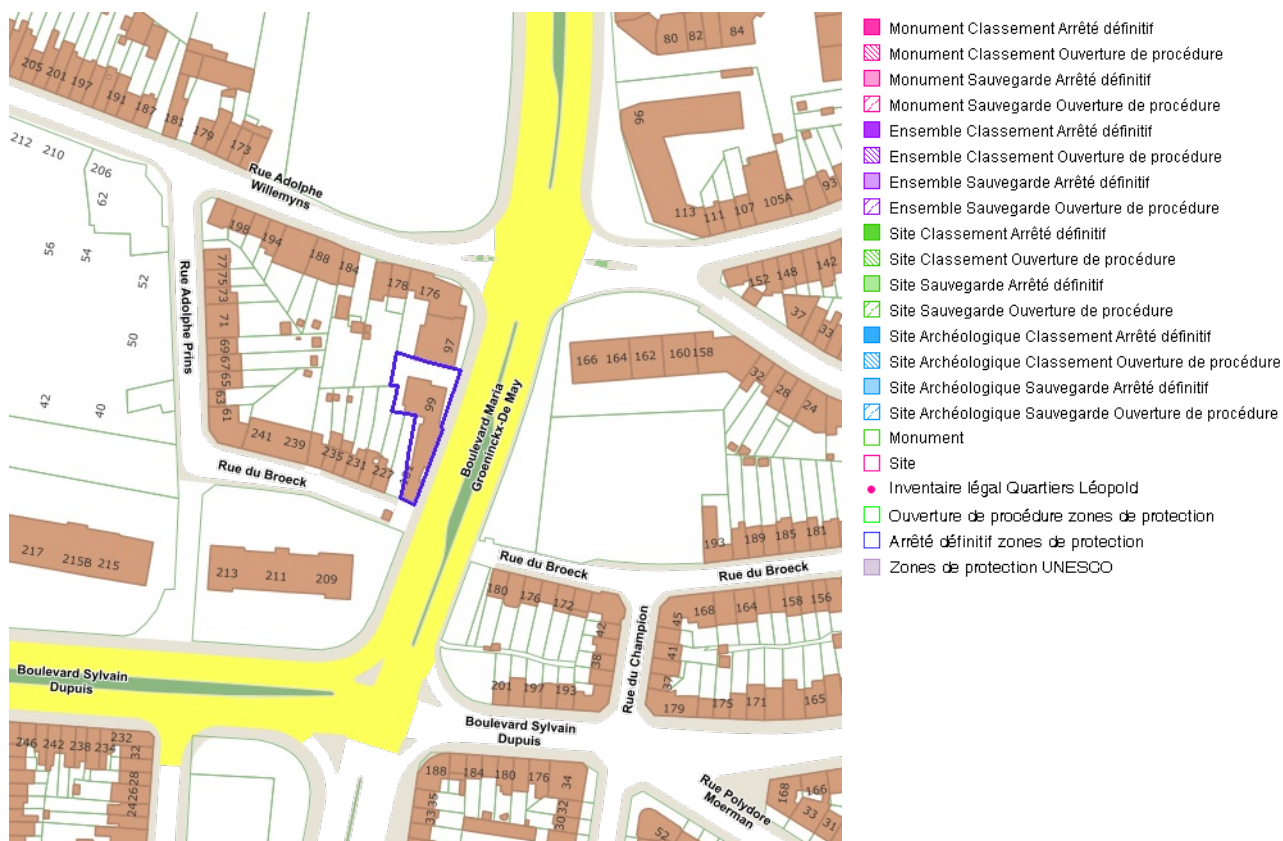 80 82 84
205 201 197 191 187 181 179 173
96
212 210 206
62
Rue Adolphe
Willemyns
113 111 107 105A 93
198 194 188 184 178 176
56 54 52
50
42 40
Rue Adolphe Prins
77 75 73 71 69 67 65 63 61
97
99
101
152 148 142
37 33
166 164 162 160 158
32 28 24
Boulevard Maria
Groeninckx-De May
241 239 235 231 227
Rue du Broeck
217 215B 215
213 211 209
193 189 185 181
Rue du Broeck
Rue du Broeck
180 176 172
42
38
Rue du Champion
45
41
37
168 164 158 156
201 197 193
179 175 171 165
Boulevard Sylvain
Dupuis
Boulevard Sylvain
Dupuis
246 242 238 234 232
32
28
26
24
188 184 180 176 34
35
33
32
30
52
Rue Polydore
Moerman
168 166
33 31
Monument Classement Arrêté définitif
Monument Classement Ouverture de procédure
Monument Sauvegarde Arrêté définitif
Monument Sauvegarde Ouverture de procédure
Ensemble Classement Arrêté définitif
Ensemble Classement Ouverture de procédure
Ensemble Sauvegarde Arrêté définitif
Ensemble Sauvegarde Ouverture de procédure
Site Classement Arrêté définitif
Site Classement Ouverture de procédure
Site Sauvegarde Arrêté définitif
Site Sauvegarde Ouverture de procédure
Site Archéologique Classement Arrêté définitif
Site Archéologique Classement Ouverture de procédure
Site Archéologique Sauvegarde Arrêté définitif
Site Archéologique Sauvegarde Ouverture de procédure
Monument
Site
Inventaire légal Quartiers Léopold
Ouverture de procédure zones de protection
Arrêté définitif zones de protection
Zones de protection UNESCO